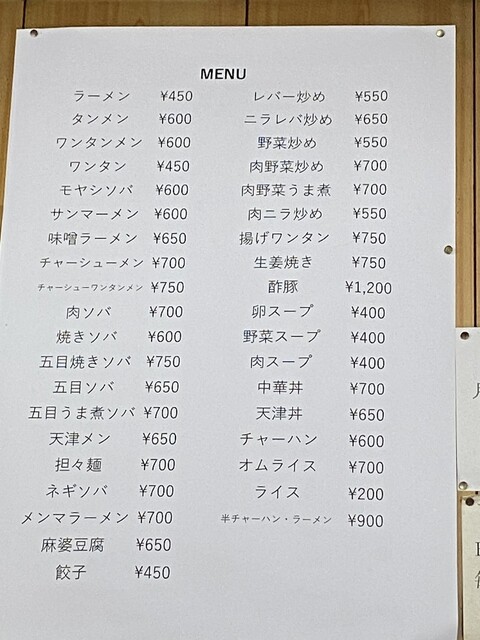 MENU
ラーメン ¥450
タンメン ¥600
ワンタンメン ¥600
ワンタン ¥450
モヤシソバ ¥600
サンマーメン ¥600
味噌ラーメン ¥650
チャーシューメン ¥700
チャーシューワンタンメン ¥750
肉ソバ ¥700
焼きソバ ¥600
五目焼きソバ ¥750
五目ソバ ¥650
五目うま煮ソバ ¥700
天津メン ¥650
担々麺 ¥700
ネギソバ ¥700
メンマラーメン ¥700
麻婆豆腐 ¥650
餃子 ¥450
レバー炒め ¥550
ニラレバ炒め ¥650
野菜炒め ¥550
肉野菜炒め ¥700
肉野菜うま煮 ¥700
肉ニラ炒め ¥550
揚げワンタン ¥750
生姜焼き ¥750
酢豚 ¥1,200
卵スープ ¥400
野菜スープ ¥400
肉スープ ¥400
中華丼 ¥700
天津丼 ¥650
チャーハン ¥600
オムライス ¥700
ライス ¥200
半チャーハン・ラーメン ¥900